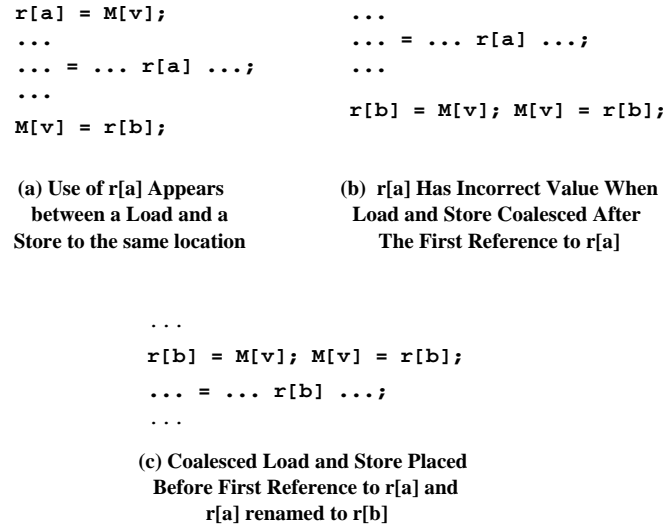 r[a] = M[v];
...
... = ... r[a] ...;
...
M[v] = r[b];
(a) Use of r[a] Appears
between a Load and a
Store to the same location
...
... = ... r[a] ...;
...
r[b] = M[v]; M[v] = r[b];
(b) r[a] Has Incorrect Value When
Load and Store Coalesced After
The First Reference to r[a]
...
r[b] = M[v]; M[v] = r[b];
... = ... r[b] ...;
...
(c) Coalesced Load and Store Placed
Before First Reference to r[a] and
r[a] renamed to r[b]